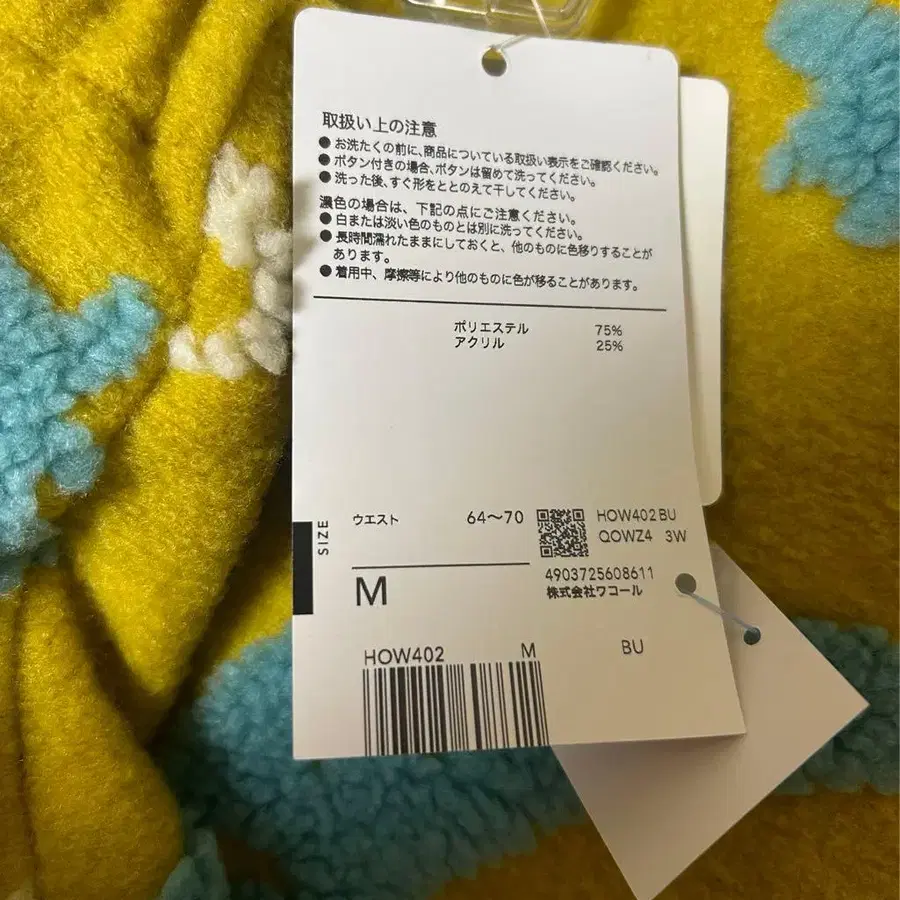 取扱い上の注意
●お洗たくの前に、商品についている取扱い表示をご確認ください。
●ボタン付きの場合、ボタンは留めて洗ってください。
●洗った後、すぐ形をととのえて干してください。
濃色の場合は、下記の点にご注意ください。
●白または淡い色のものとは別に洗ってください。
●長時間濡れたままにしておくと、他のものに色移りすることが
あります。
●着用中、摩擦等により他のものに色が移ることがあります。
ポリエステル 75%
アクリル 25%
SIZE
ウエスト 64〜70
M
HOW402 BU
QOWZ4 3W
4903725608611
株式会社ワコール
HOW402 M BU